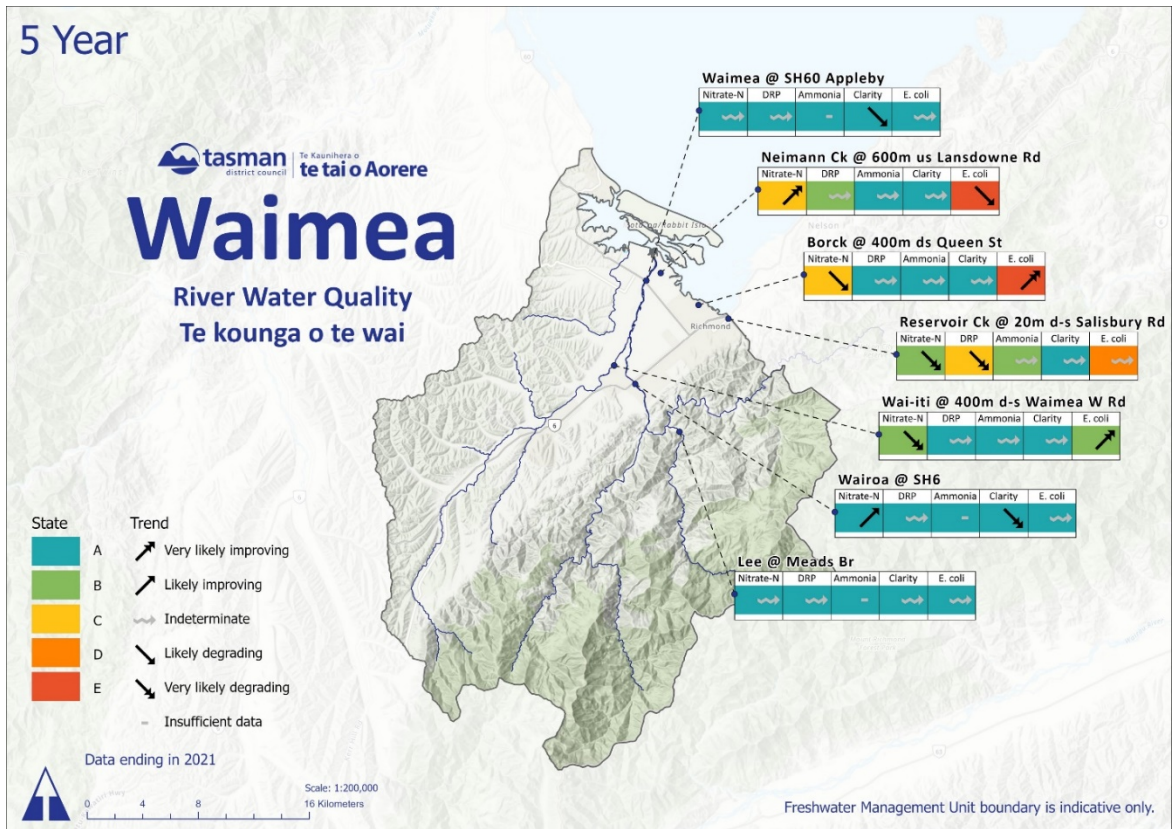 5 Year
tasman
district council
Te Kaunihera o
te tai o Aorere
Waimea
River Water Quality
Te kounga o te wai
Waimea @ SH60 Appleby
Nitrate-N DRP Ammonia Clarity E. coli
-
Neimann Ck @ 600m us Lansdowne Rd
Nitrate-N DRP Ammonia Clarity E. coli
Borck @ 400m ds Queen St
Nitrate-N DRP Ammonia Clarity E. coli
Richmond
Reservoir Ck @ 20m d-s Salisbury Rd
Nitrate-N DRP Ammonia Clarity E. coli
Wai-iti @ 400m d-s Waimea W Rd
Nitrate-N DRP Ammonia Clarity E. coli
6
Wairoa @ SH6
Nitrate-N DRP Ammonia Clarity E. coli
-
Lee @ Meads Br
Nitrate-N DRP Ammonia Clarity E. coli
-
State Trend
A Very likely improving
B Likely improving
C Indeterminate
D Likely degrading
E Very likely degrading
- Insufficient data
Data ending in 2021
Scale: 1:200,000
0 4 8 16 Kilometers
Freshwater Management Unit boundary is indicative only.